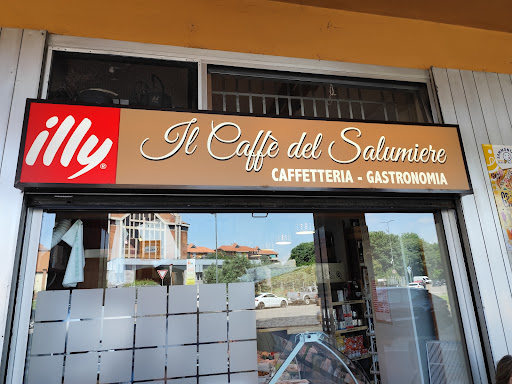 illy
Il Caffè del Salumiere
CAFFETTERIA - GASTRONOMIA